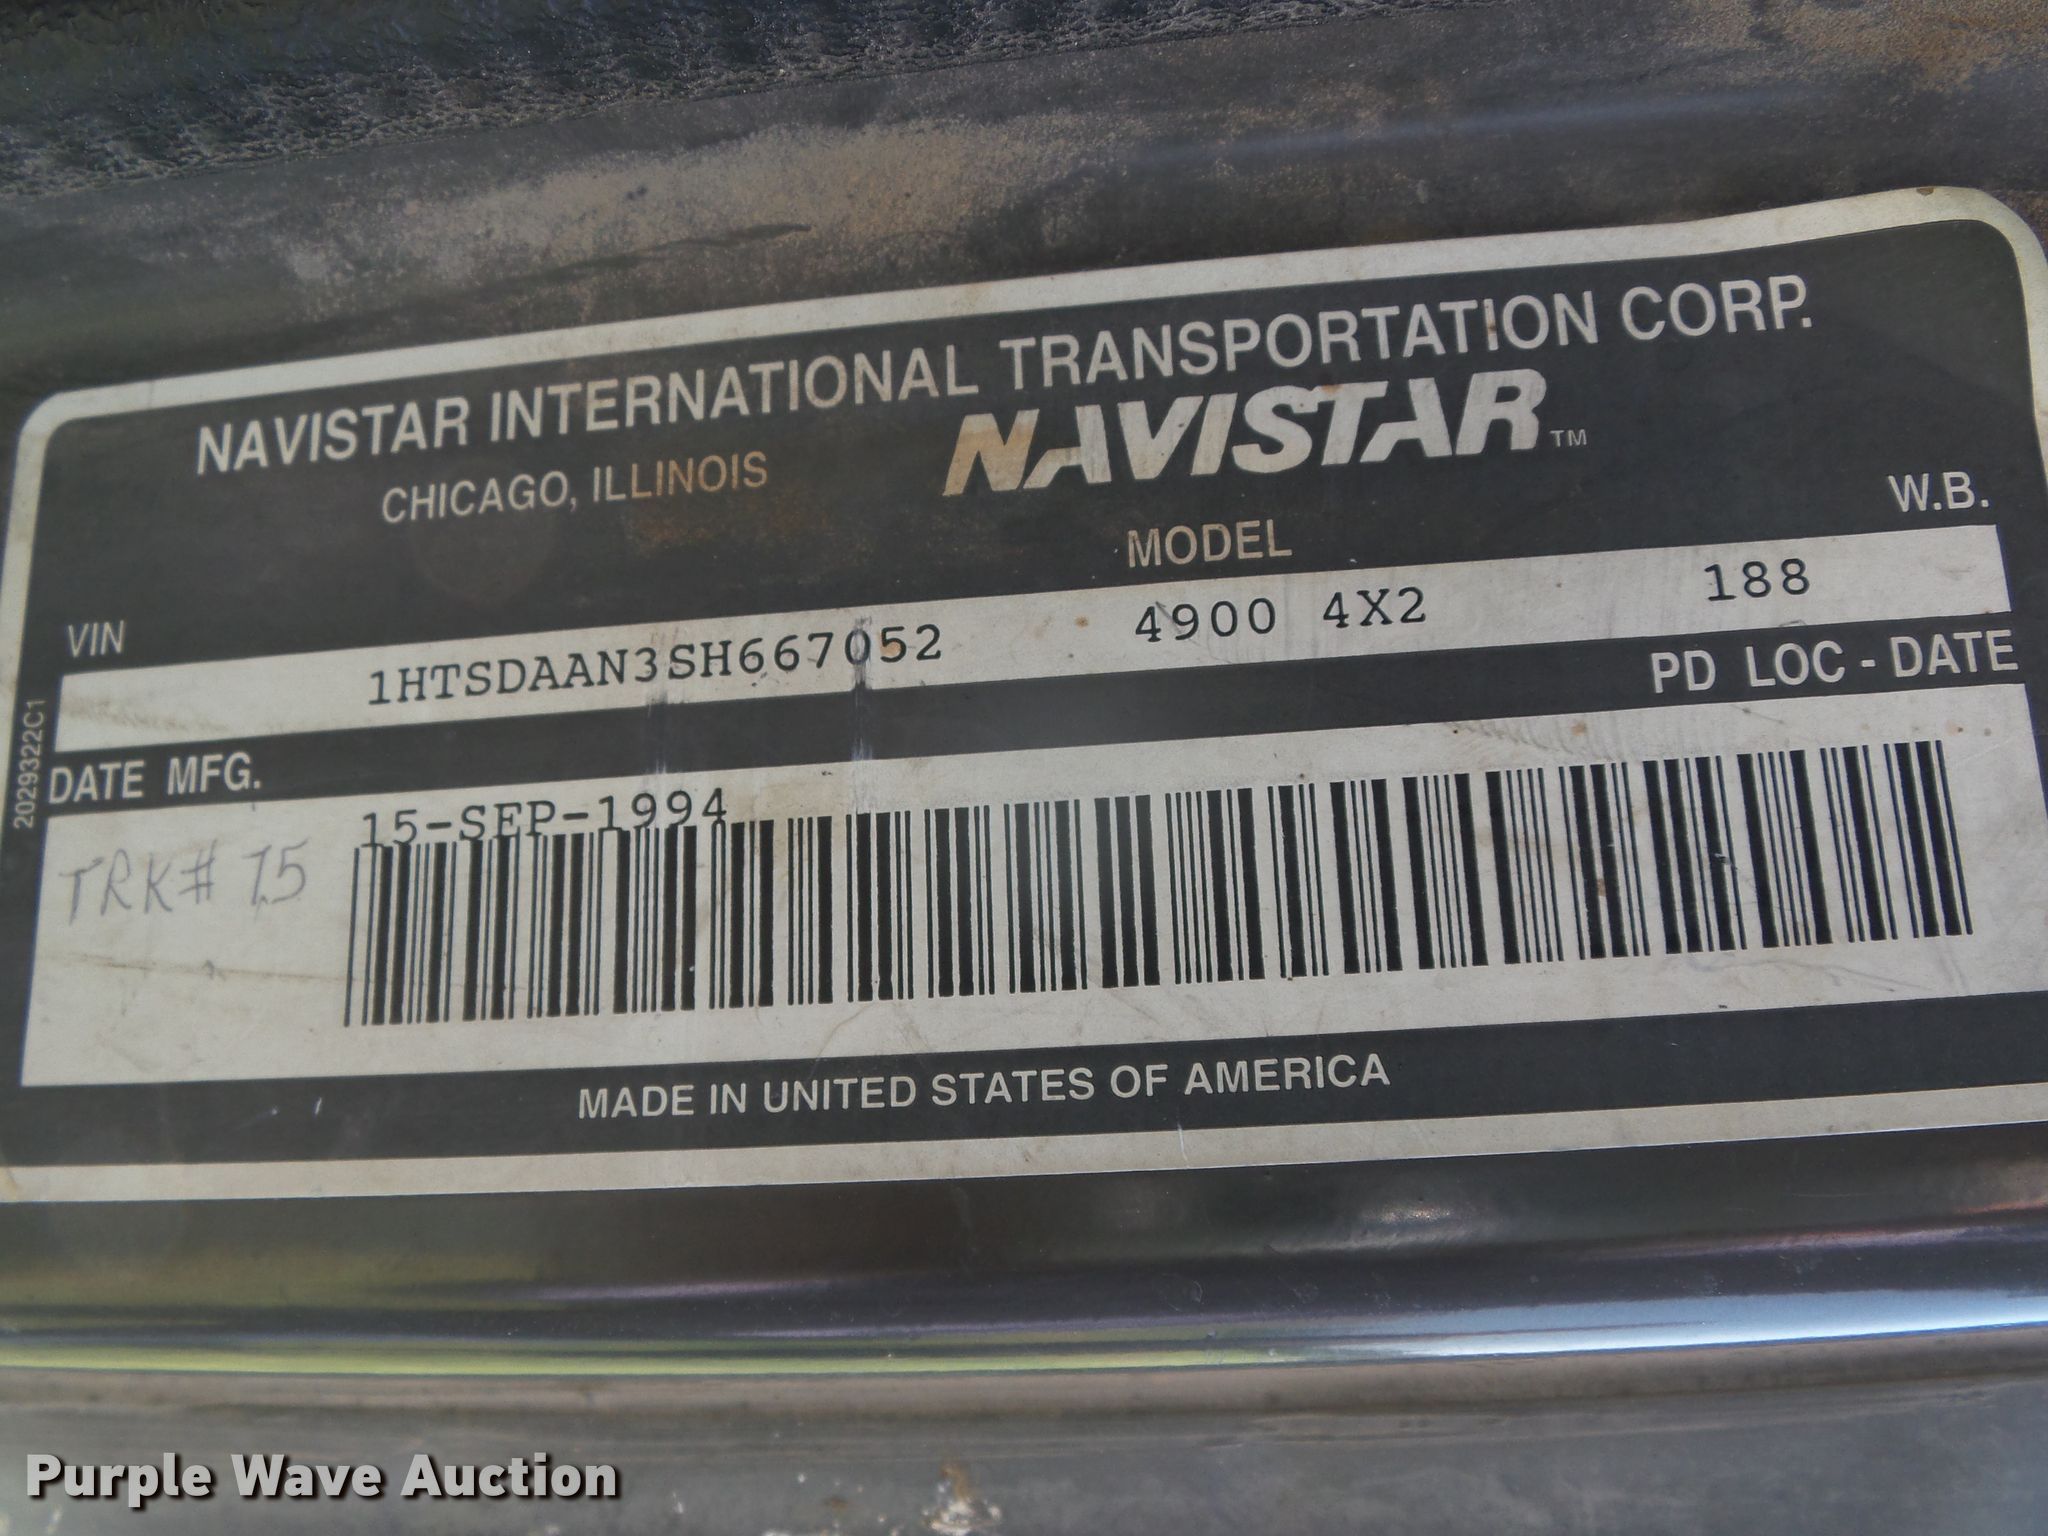 NAVISTAR INTERNATIONAL TRANSPORTATION CORP.
CHICAGO, ILLINOIS
NAVISTAR™
VIN
MODEL
W.B.
1HTSDAAN3SH667052
4900 4X2
188
DATE MFG.
PD LOC - DATE
15-SEP-1994
TRK# 75
2029322C1
MADE IN UNITED STATES OF AMERICA
Purple Wave Auction